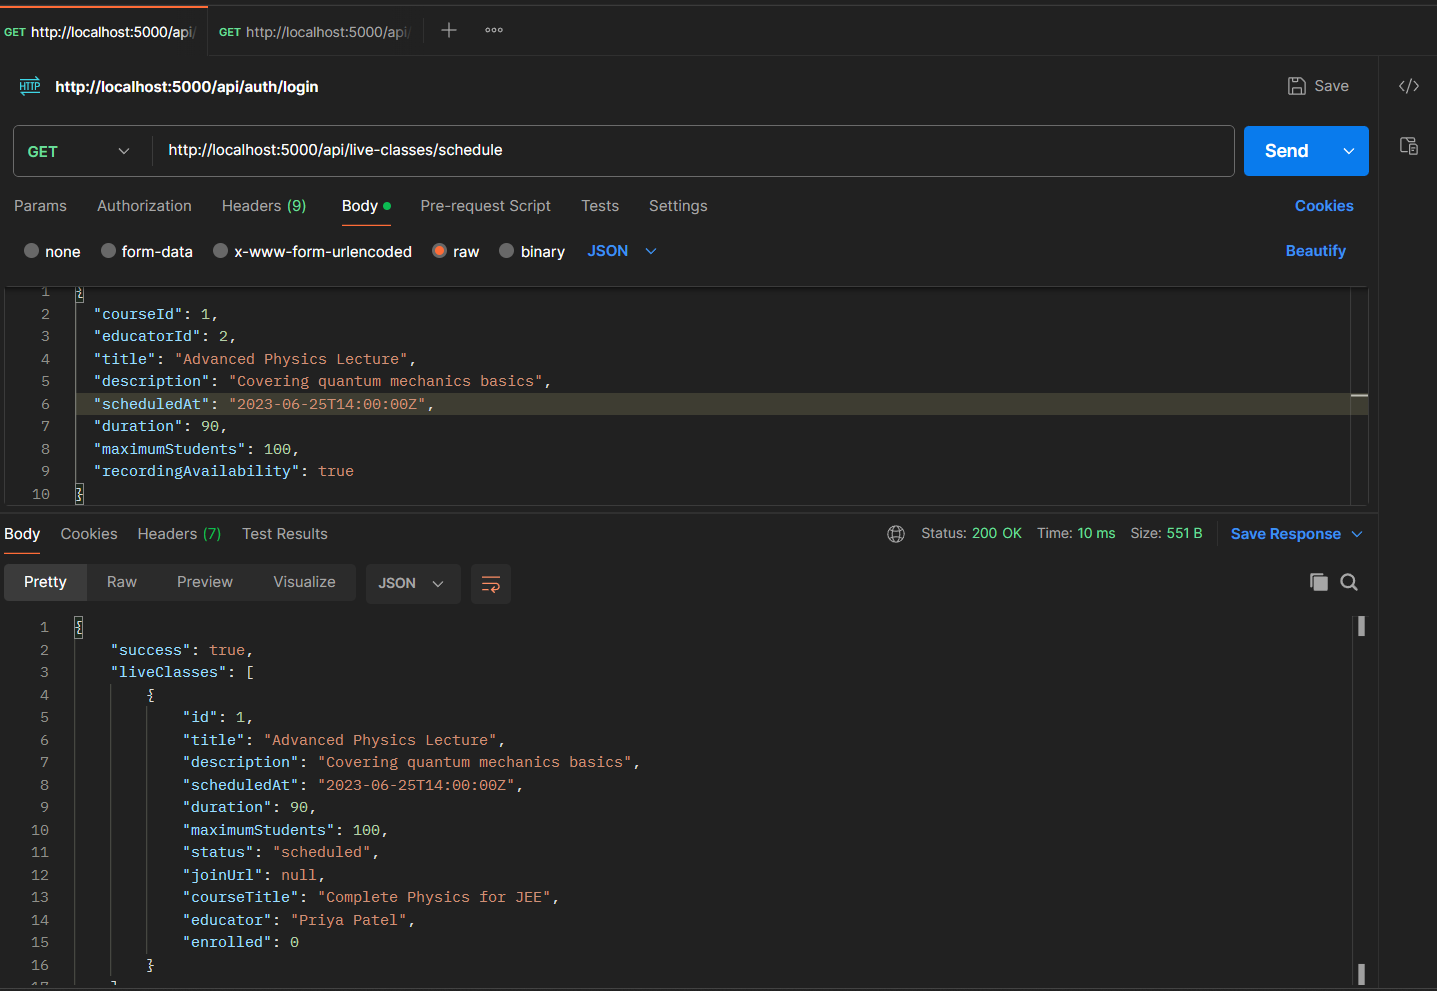 GET http://localhost:5000/api/ GET http://localhost:5000/api/
HTTP http://localhost:5000/api/auth/login Save </>
GET http://localhost:5000/api/live-classes/schedule Send
Params Authorization Headers (9) Body Pre-request Script Tests Settings Cookies
none form-data x-www-form-urlencoded raw binary JSON Beautify
1 {
2 "courseId": 1,
3 "educatorId": 2,
4 "title": "Advanced Physics Lecture",
5 "description": "Covering quantum mechanics basics",
6 "scheduledAt": "2023-06-25T14:00:00Z",
7 "duration": 90,
8 "maximumStudents": 100,
9 "recordingAvailability": true
10 }
Body Cookies Headers (7) Test Results Status: 200 OK Time: 10 ms Size: 551 B Save Response
Pretty Raw Preview Visualize JSON
1 {
2 "success": true,
3 "liveClasses": [
4 {
5 "id": 1,
6 "title": "Advanced Physics Lecture",
7 "description": "Covering quantum mechanics basics",
8 "scheduledAt": "2023-06-25T14:00:00Z",
9 "duration": 90,
10 "maximumStudents": 100,
11 "status": "scheduled",
12 "joinUrl": null,
13 "courseTitle": "Complete Physics for JEE",
14 "educator": "Priya Patel",
15 "enrolled": 0
16 }
17 ]